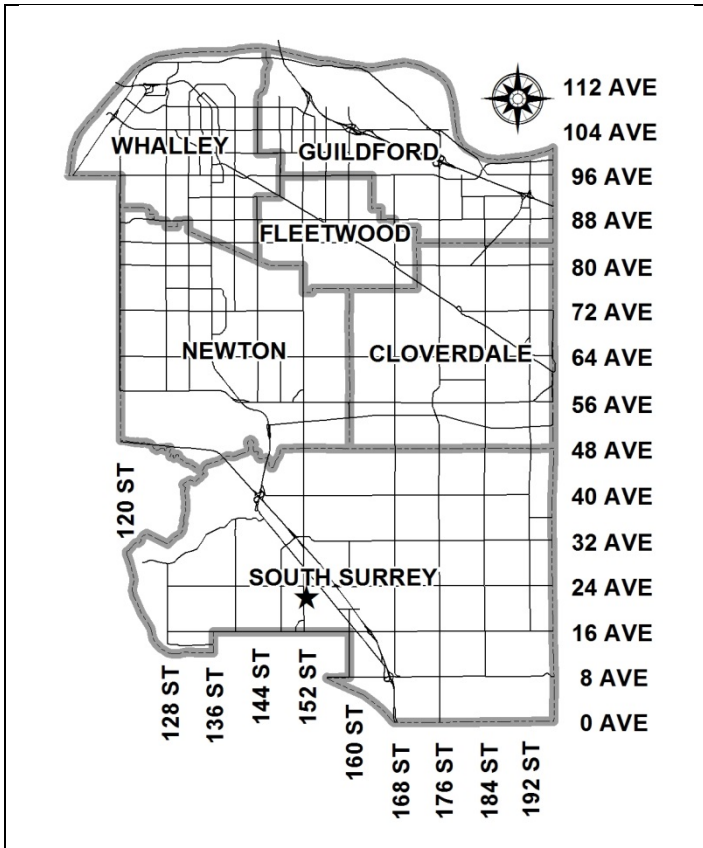 112 AVE
104 AVE
WHALLEY
GUILDFORD
96 AVE
88 AVE
FLEETWOOD
80 AVE
72 AVE
NEWTON
CLOVERDALE
64 AVE
56 AVE
48 AVE
120 ST
40 AVE
32 AVE
SOUTH SURREY
24 AVE
16 AVE
128 ST
136 ST
144 ST
152 ST
160 ST
8 AVE
0 AVE
168 ST
176 ST
184 ST
192 ST